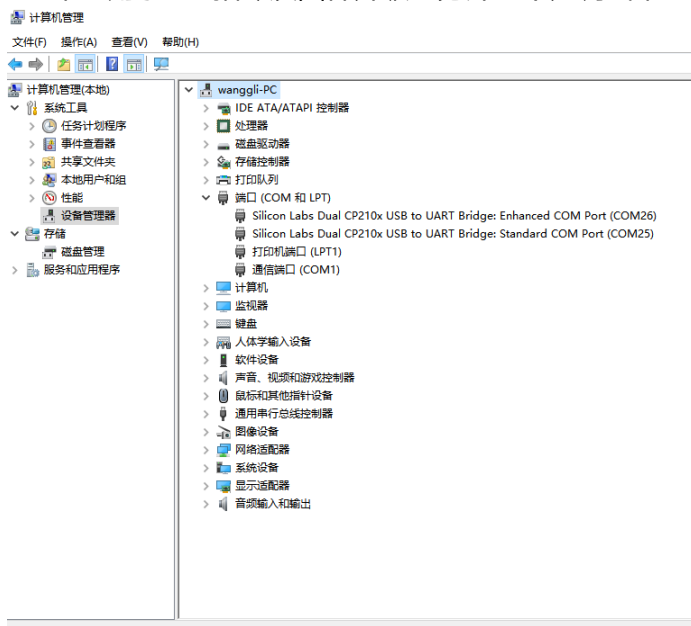 计算机管理
文件(F) 操作(A) 查看(V) 帮助(H)
计算机管理(本地)
系统工具
任务计划程序
事件查看器
共享文件夹
本地用户和组
性能
设备管理器
存储
磁盘管理
服务和应用程序
wanggli-PC
IDE ATA/ATAPI 控制器
处理器
磁盘驱动器
存储控制器
打印队列
端口 (COM 和 LPT)
Silicon Labs Dual CP210x USB to UART Bridge: Enhanced COM Port (COM26)
Silicon Labs Dual CP210x USB to UART Bridge: Standard COM Port (COM25)
打印机端口 (LPT1)
通信端口 (COM1)
计算机
监视器
键盘
人体学输入设备
软件设备
声音、视频和游戏控制器
鼠标和其他指针设备
通用串行总线控制器
图像设备
网络适配器
系统设备
显示适配器
音频输入和输出